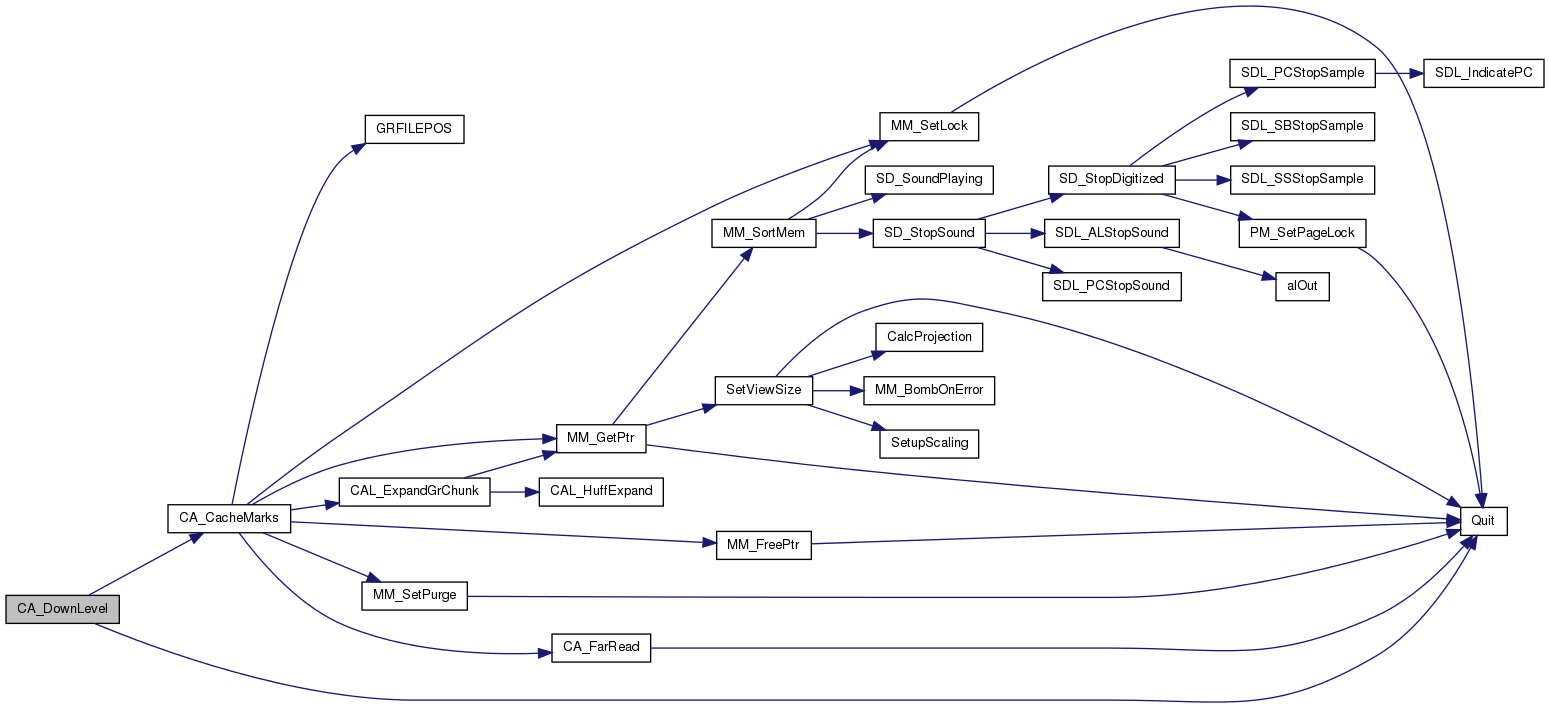 SDL_PCStopSample
SDL_IndicatePC
GRFILEPOS
MM_SetLock
SDL_SBStopSample
SD_SoundPlaying
SD_StopDigitized
SDL_SSStopSample
MM_SortMem
SD_StopSound
SDL_ALStopSound
PM_SetPageLock
SDL_PCStopSound
alOut
CalcProjection
SetViewSize
MM_BombOnError
MM_GetPtr
SetupScaling
CAL_ExpandGrChunk
CAL_HuffExpand
CA_CacheMarks
Quit
MM_FreePtr
MM_SetPurge
CA_DownLevel
CA_FarRead